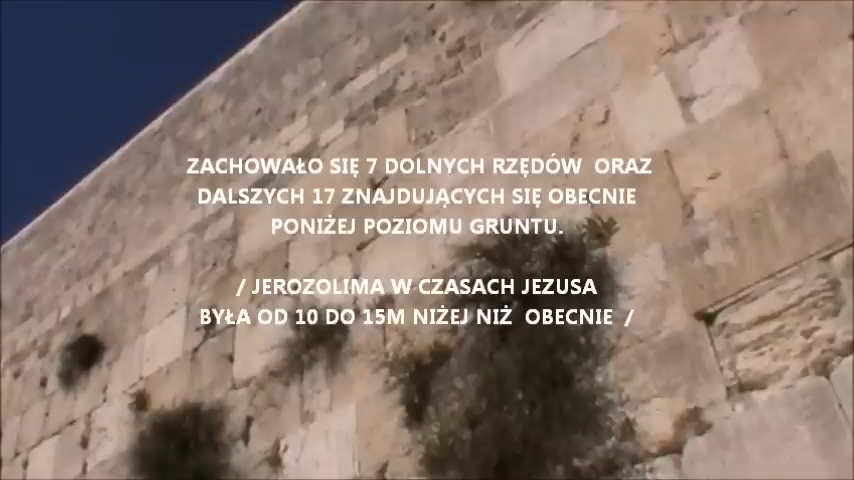 ZACHOWAŁO SIĘ 7 DOLNYCH RZĘDÓW ORAZ
DALSZYCH 17 ZNAJDUJĄCYCH SIĘ OBECNIE
PONIŻEJ POZIOMU GRUNTU.
/ JEROZOLIMA W CZASACH JEZUSA
BYŁA OD 10 DO 15M NIŻEJ NIŻ OBECNIE /